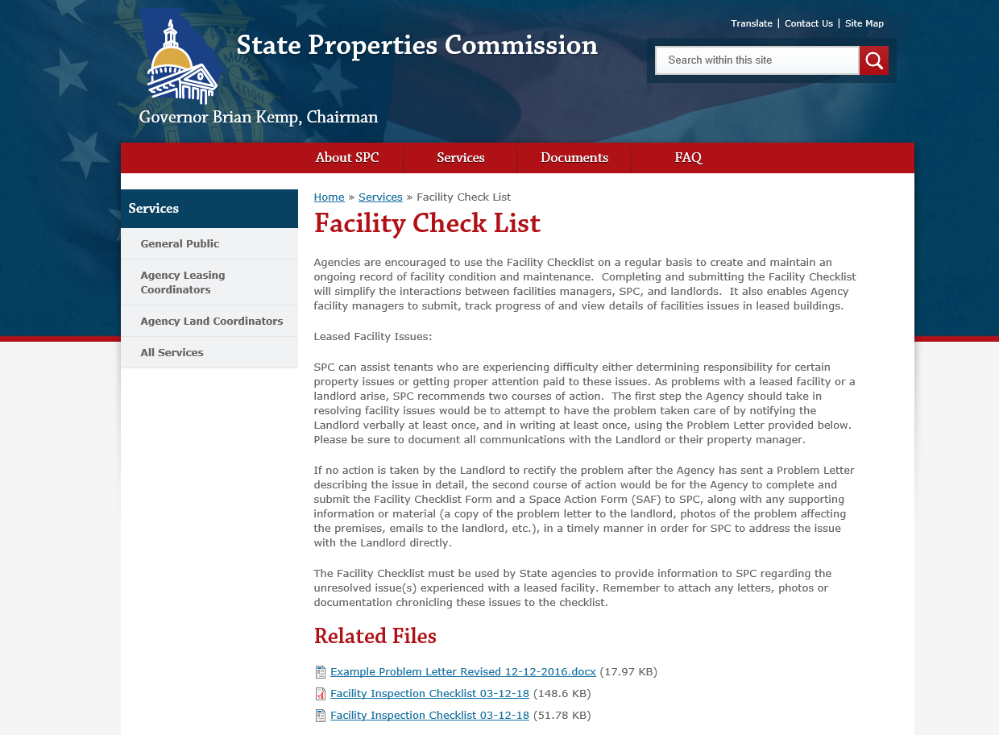 Translate | Contact Us | Site Map
State Properties Commission
Search within this site
Governor Brian Kemp, Chairman
About SPC
Services
Documents
FAQ
Services
General Public
Agency Leasing
Coordinators
Agency Land Coordinators
All Services
Home » Services » Facility Check List
Facility Check List
Agencies are encouraged to use the Facility Checklist on a regular basis to create and maintain an
ongoing record of facility condition and maintenance.  Completing and submitting the Facility Checklist
will simplify the interactions between facilities managers, SPC, and landlords.  It also enables Agency
facility managers to submit, track progress of and view details of facilities issues in leased buildings.
Leased Facility Issues:
SPC can assist tenants who are experiencing difficulty either determining responsibility for certain
property issues or getting proper attention paid to these issues. As problems with a leased facility or a
landlord arise, SPC recommends two courses of action.  The first step the Agency should take in
resolving facility issues would be to attempt to have the problem taken care of by notifying the
Landlord verbally at least once, and in writing at least once, using the Problem Letter provided below.
Please be sure to document all communications with the Landlord or their property manager.
If no action is taken by the Landlord to rectify the problem after the Agency has sent a Problem Letter
describing the issue in detail, the second course of action would be for the Agency to complete and
submit the Facility Checklist Form and a Space Action Form (SAF) to SPC, along with any supporting
information or material (a copy of the problem letter to the landlord, photos of the problem affecting
the premises, emails to the landlord, etc.), in a timely manner in order for SPC to address the issue
with the Landlord directly.
The Facility Checklist must be used by State agencies to provide information to SPC regarding the
unresolved issue(s) experienced with a leased facility. Remember to attach any letters, photos or
documentation chronicling these issues to the checklist.
Related Files
Example Problem Letter Revised 12-12-2016.docx (17.97 KB)
Facility Inspection Checklist 03-12-18 (148.6 KB)
Facility Inspection Checklist 03-12-18 (51.78 KB)